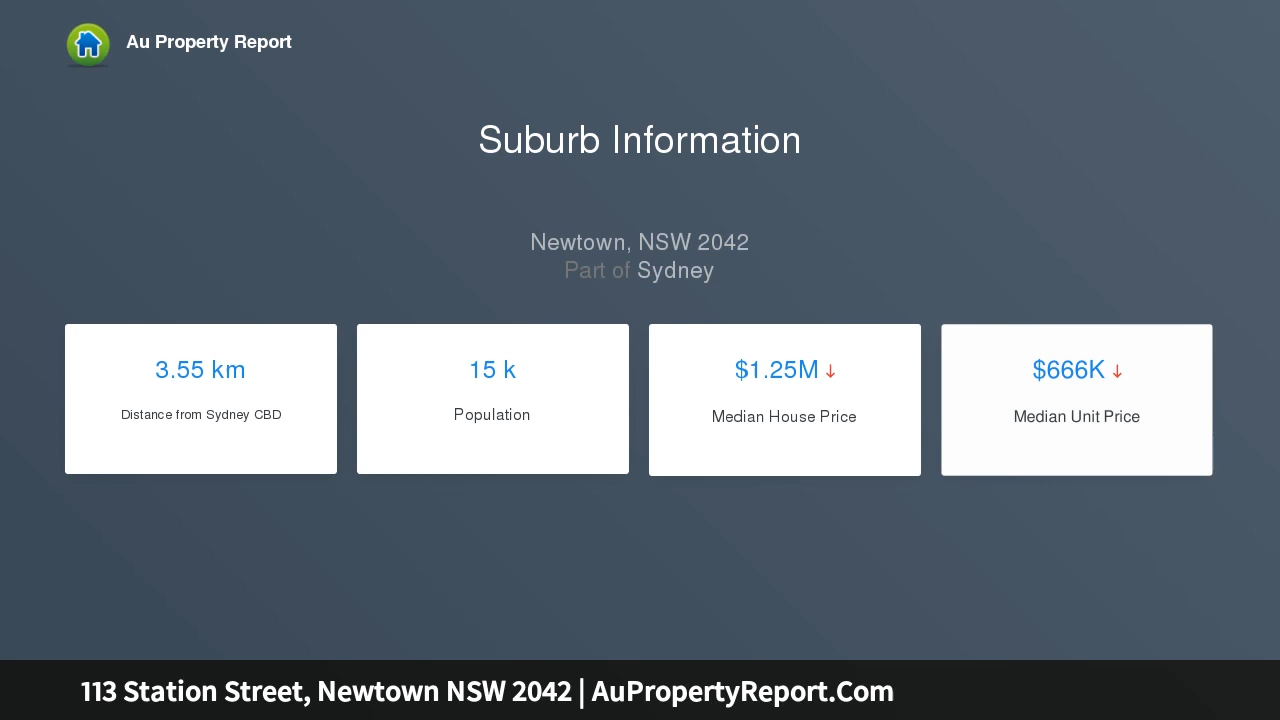 Au Property Report
Suburb Information
Newtown, NSW 2042
Part of Sydney
3.55 km
Distance from Sydney CBD
15 k
Population
$1.25M ↓
Median House Price
$666K ↓
Median Unit Price
113 Station Street, Newtown NSW 2042 | AuPropertyReport.Com